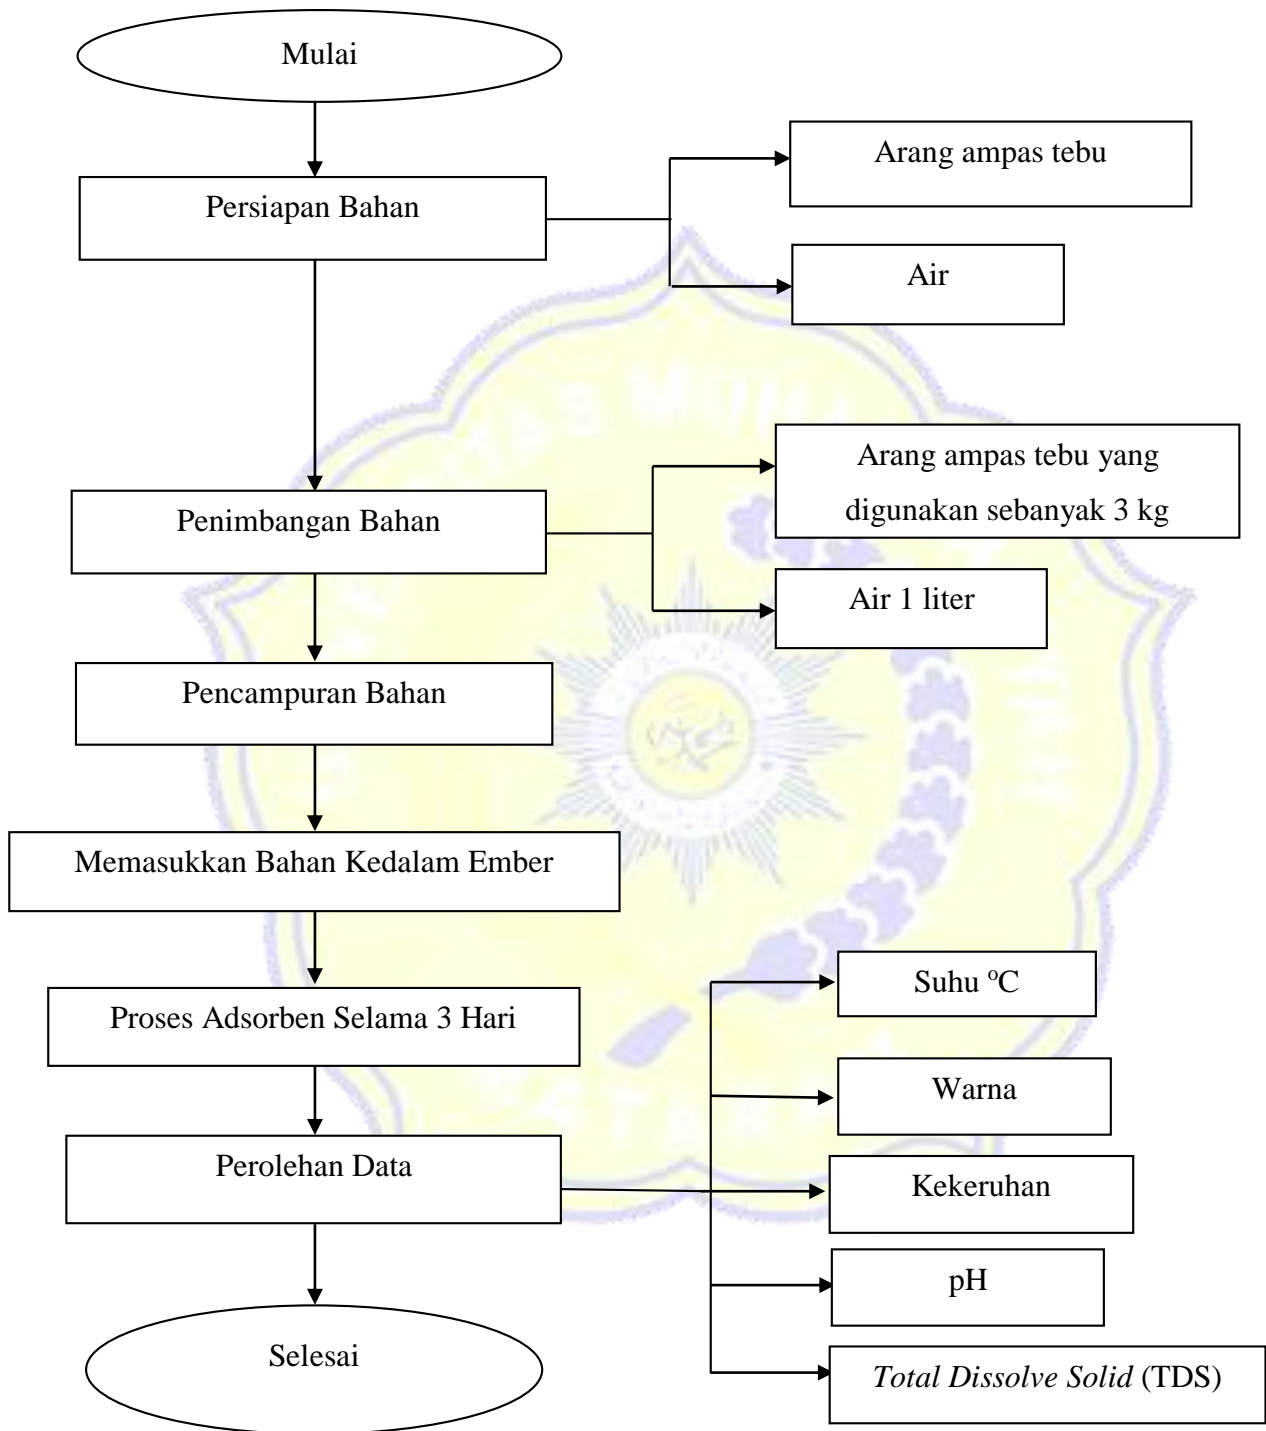 Mulai
Persiapan Bahan
Arang ampas tebu
Air
Penimbangan Bahan
Arang ampas tebu yang
digunakan sebanyak 3 kg
Air 1 liter
Pencampuran Bahan
Memasukkan Bahan Kedalam Ember
Proses Adsorben Selama 3 Hari
Perolehan Data
Suhu °C
Warna
Kekeruhan
pH
Total Dissolve Solid (TDS)
Selesai